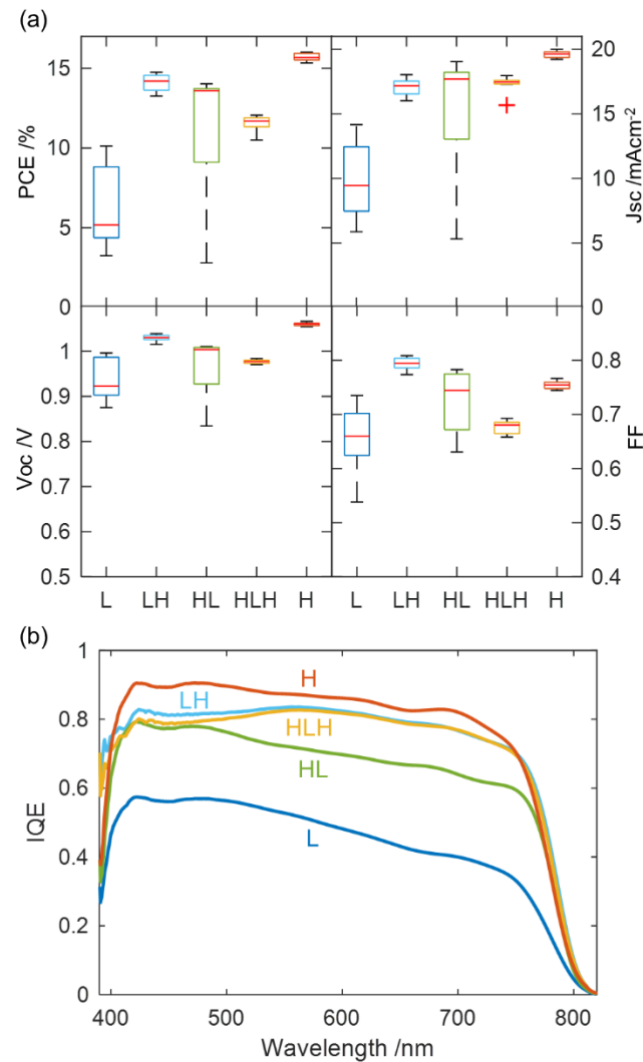 (a)
15
10
5
0
PCE /%
20
15
10
5
0
Jsc /mAcm-2
1
0.9
0.8
0.7
0.6
0.5
Voc /V
0.8
0.7
0.6
0.5
0.4
FF
L LH HL HLH H L LH HL HLH H
(b)
1
0.8
0.6
0.4
0.2
0
IQE
H
LH
HLH
HL
L
400 500 600 700 800
Wavelength /nm